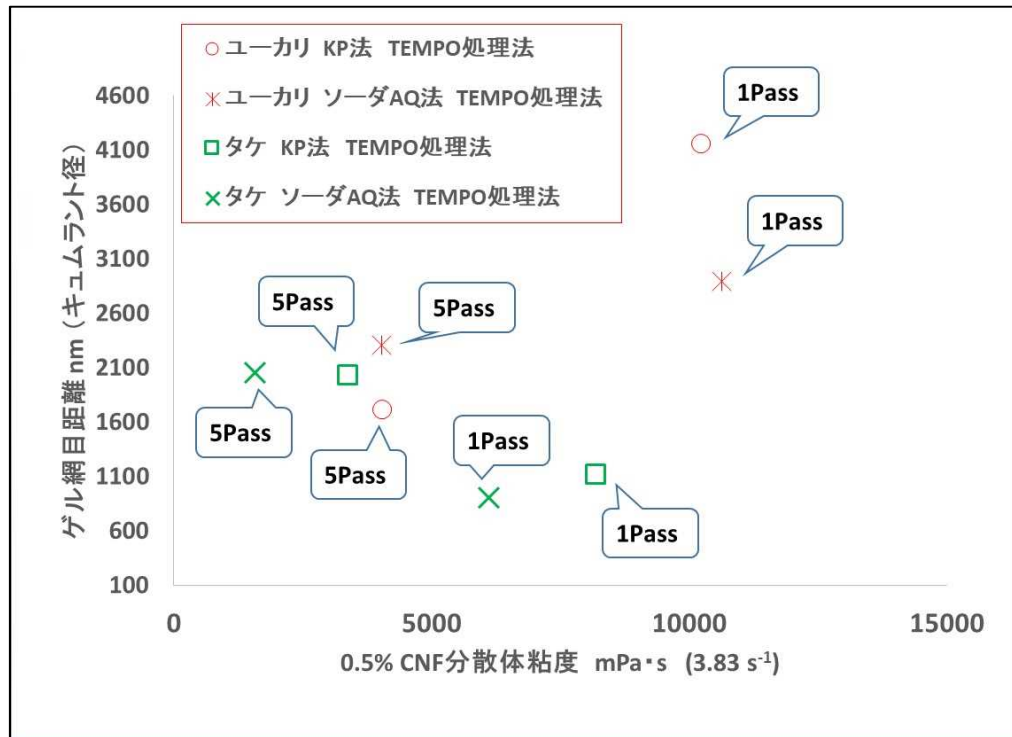 ユーカリ KP法 TEMPO処理法
ユーカリ ソーダAQ法 TEMPO処理法
タケ KP法 TEMPO処理法
タケ ソーダAQ法 TEMPO処理法
ゲル網目距離 nm (キュムラント径)
4600
4100
3600
3100
2600
2100
1600
1100
600
100
1Pass
1Pass
5Pass
5Pass
5Pass
5Pass
1Pass
1Pass
0
5000
10000
15000
0.5% CNF分散体粘度 mPa・s (3.83 s⁻¹)